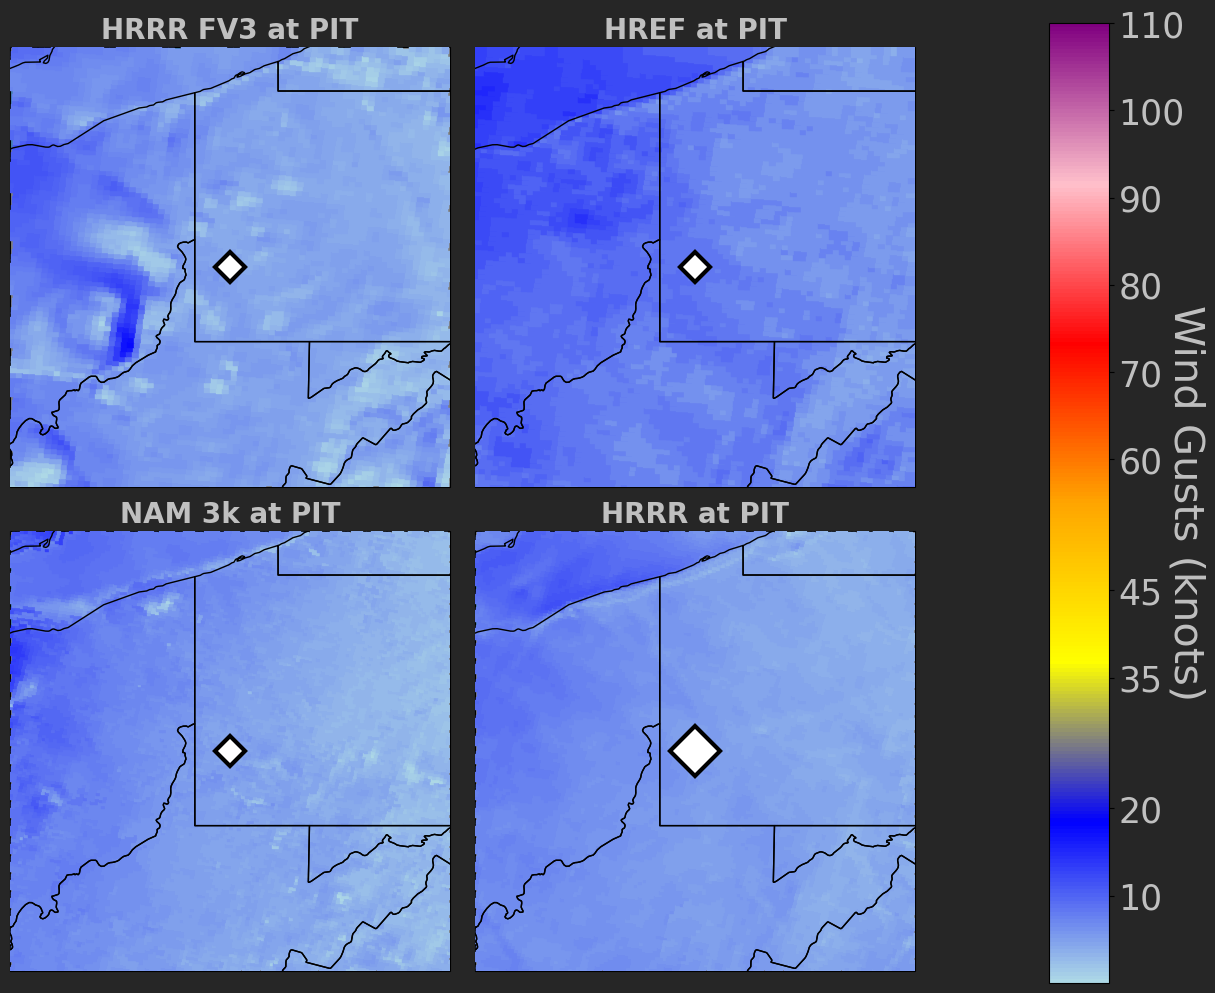 HRRR FV3 at PIT
HREF at PIT
NAM 3k at PIT
HRRR at PIT
110
100
90
80
70
60
45
35
20
10
Wind Gusts (knots)